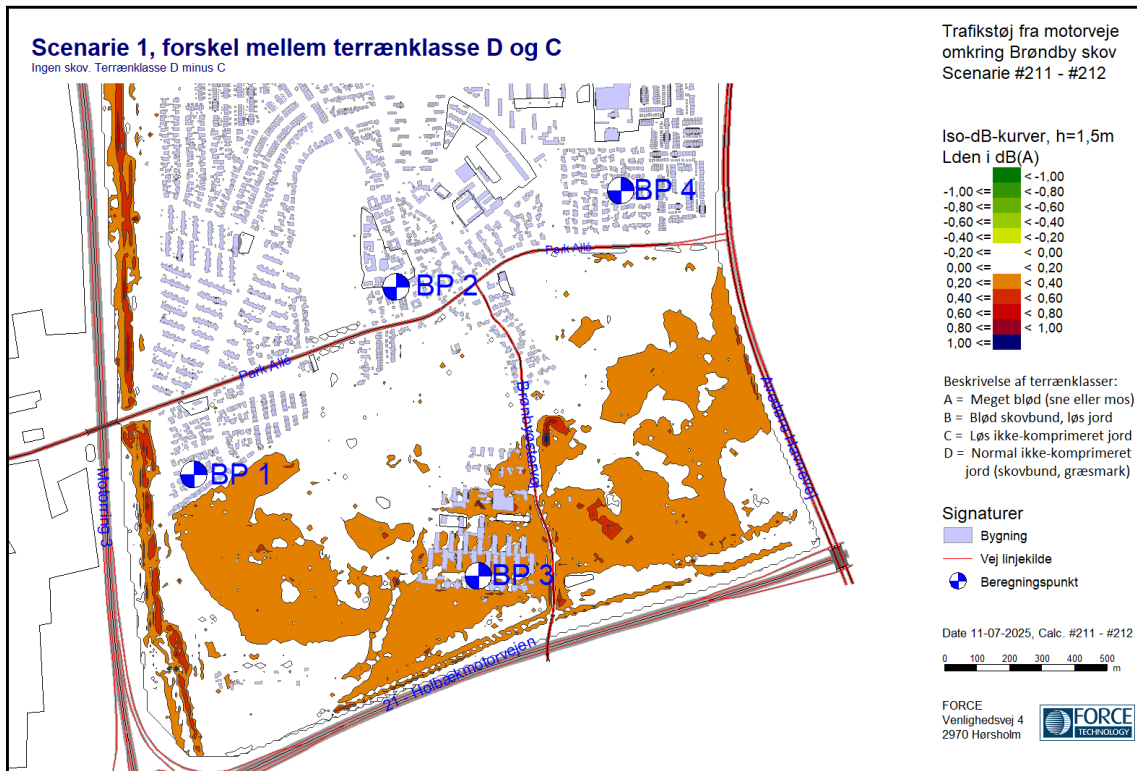 Scenarie 1, forskel mellem terrænklasse D og C
Ingen skov. Terrænklasse D minus C
Trafikstøj fra motorveje
omkring Brøndby skov
Scenarie #211 - #212
Iso-dB-kurver, h=1,5m
Lden i dB(A)
< -1,00
-1,00 <= < -0,80
-0,80 <= < -0,60
-0,60 <= < -0,40
-0,40 <= < -0,20
-0,20 <= < 0,00
0,00 <= < 0,20
0,20 <= < 0,40
0,40 <= < 0,60
0,60 <= < 0,80
0,80 <= < 1,00
1,00 <=
Beskrivelse af terrænklasser:
A = Meget blød (sne eller mos)
B = Blød skovbund, løs jord
C = Løs ikke-komprimeret jord
D = Normal ikke-komprimeret
jord (skovbund, græsmark)
Signaturer
Bygning
Vej linjekilde
Beregningspunkt
Date 11-07-2025, Calc. #211 - #212
0 100 200 300 400 500
m
FORCE
Venlighedsvej 4
2970 Hørsholm
FORCE
TECHNOLOGY
BP 4
Park Allé
BP 2
Park Allé
Brøndbyøstervej
Avedøre Havnevej
Motorring 3
BP 1
BP 3
21 - Holbækmotorvejen